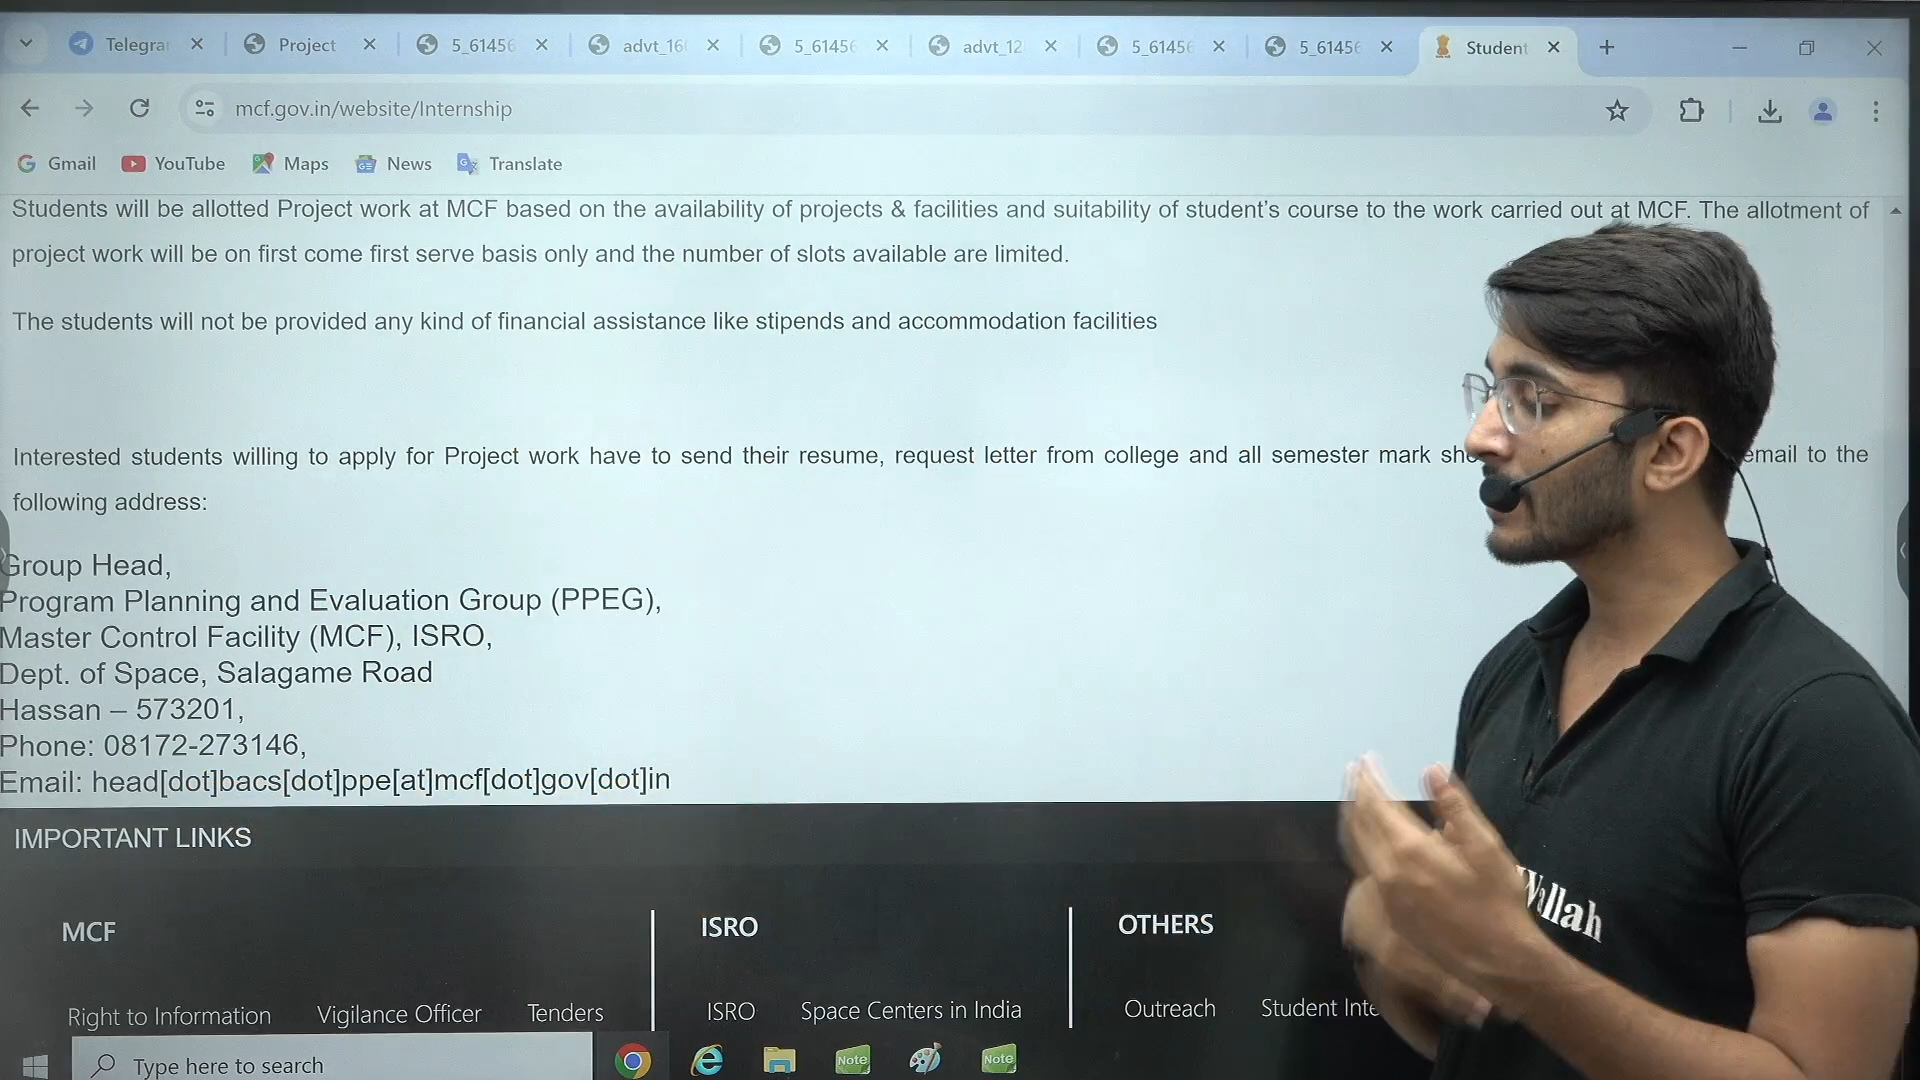 Telegra
Project
5_6145
advt_16
5_6145
advt_12
5_6145
5_6145
Student
mcf.gov.in/website/Internship
Gmail
YouTube
Maps
News
Translate
Students will be allotted Project work at MCF based on the availability of projects & facilities and suitability of student's course to the work carried out at MCF. The allotment of
project work will be on first come first serve basis only and the number of slots available are limited.
The students will not be provided any kind of financial assistance like stipends and accommodation facilities
Interested students willing to apply for Project work have to send their resume, request letter from college and all semester mark sh email to the
following address:
Group Head,
Program Planning and Evaluation Group (PPEG),
Master Control Facility (MCF), ISRO,
Dept. of Space, Salagame Road
Hassan – 573201,
Phone: 08172-273146,
Email: head[dot]bacs[dot]ppe[at]mcf[dot]gov[dot]in
IMPORTANT LINKS
MCF
ISRO
OTHERS
Right to Information
Vigilance Officer
Tenders
ISRO
Space Centers in India
Outreach
Student Inte
Wallah
Type here to search
Note
Note